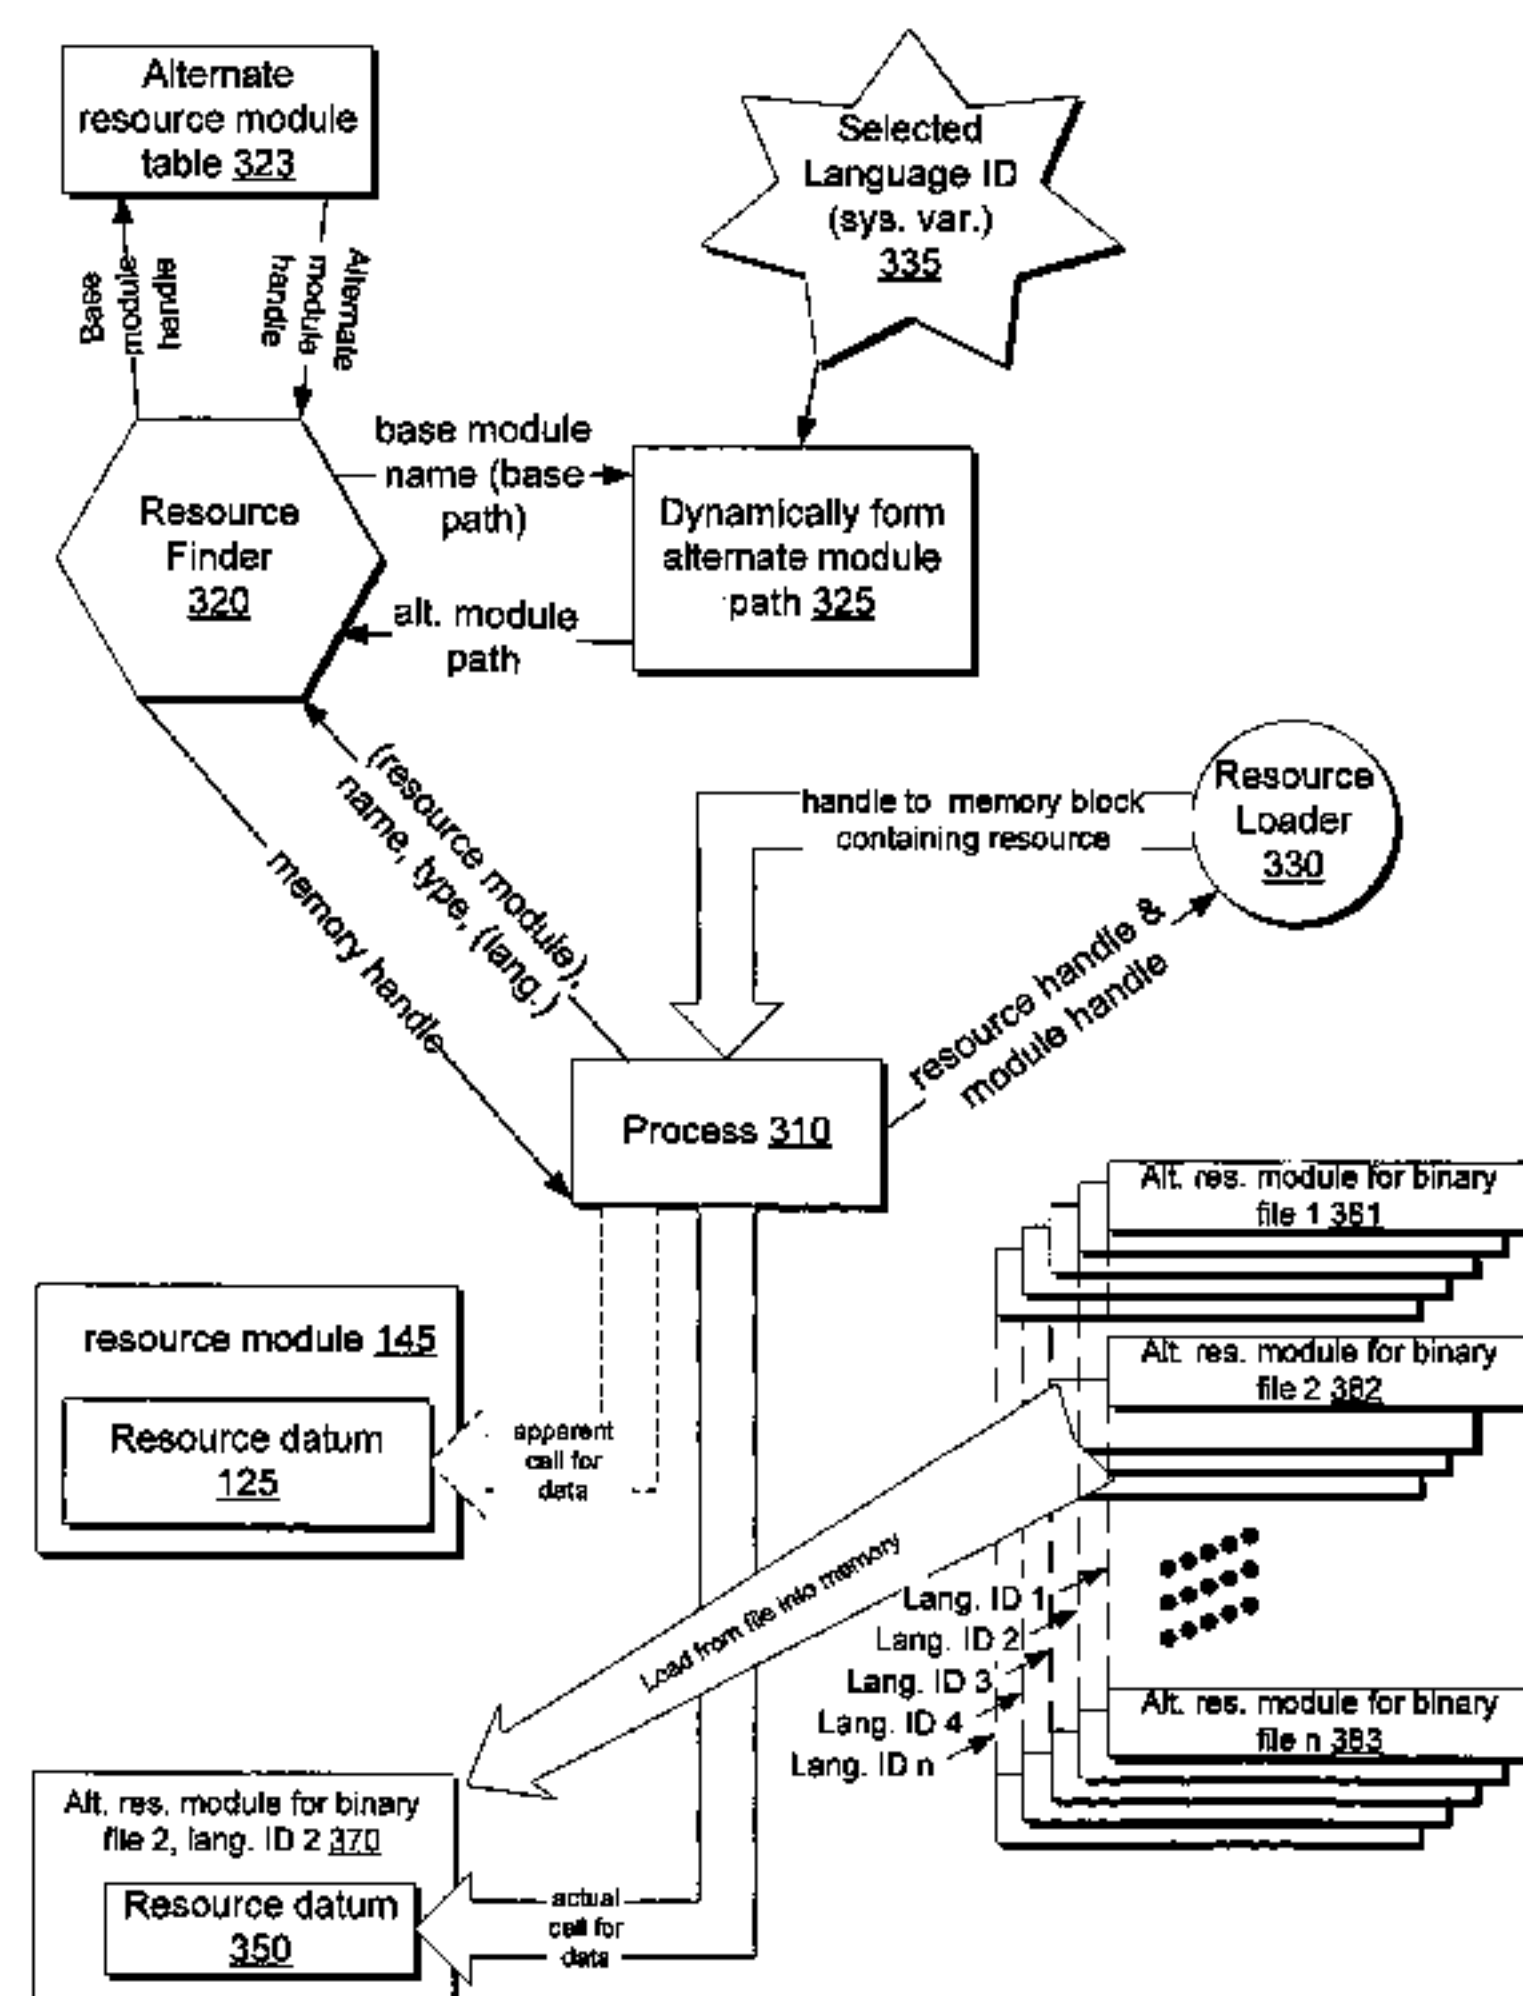 Alternate
resource module
table 323
Selected
Language ID
(sys. var.)
335
Base
module
handle
Alternate
module
handle
base module
name (base
path)
Resource
Finder
320
Dynamically form
alternate module
path 325
alt. module
path
(resource module),
name, type, (lang.)
memory handle
handle to memory block
containing resource
Resource
Loader
330
resource handle &
module handle
Process 310
Alt. res. module for binary
file 1 381
resource module 145
Resource datum
125
apparent
call for
data
Alt. res. module for binary
file 2 382
Load from file into memory
Lang. ID 1
Lang. ID 2
Lang. ID 3
Lang. ID 4
Lang. ID n
Alt. res. module for binary
file n 383
Alt. res. module for binary
file 2, lang. ID 2 370
Resource datum
350
actual
call for
data